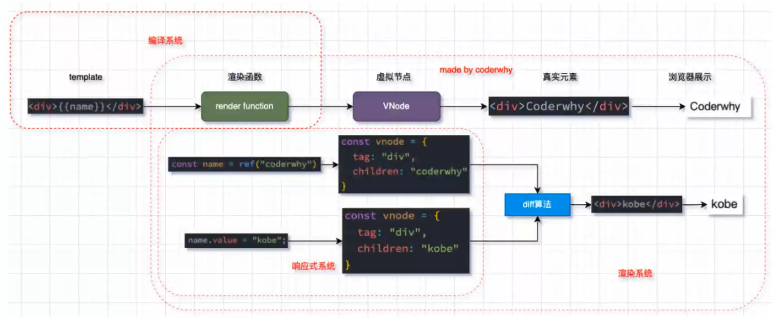 编译系统
made by coderwhy
template
渲染函数
虚拟节点
真实元素
浏览器展示
<div>{{name}}</div>
render function
VNode
<div>Coderwhy</div>
Coderwhy
const name = ref("coderwhy")
const vnode = {
tag: "div",
children: "coderwhy"
}
diff算法
<div>kobe</div>
kobe
name.value = "kobe";
const vnode = {
tag: "div",
children: "kobe"
}
响应式系统
渲染系统